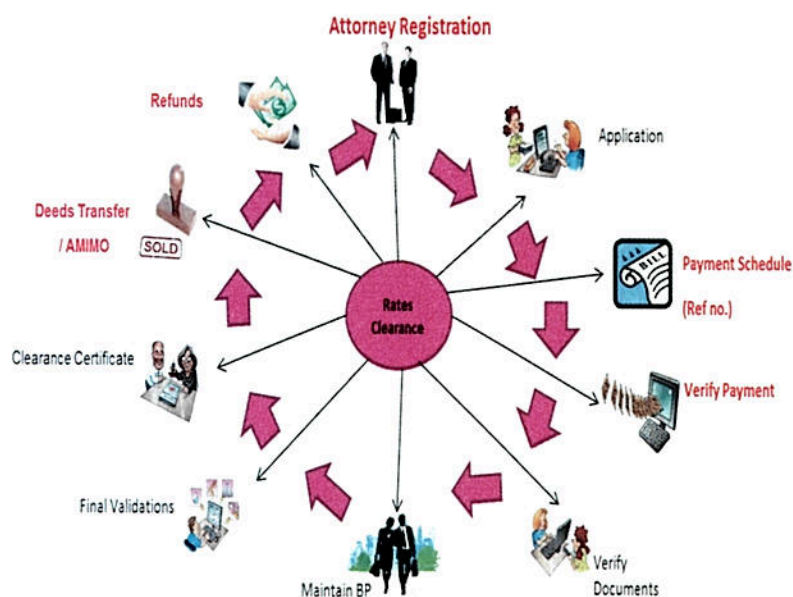 Attorney Registration
Application
Payment Schedule
(Ref no.)
BILL
Verify Payment
Verify
Documents
Maintain BP
Final Validations
Clearance Certificate
Deeds Transfer
/ AMIMO
SOLD
Refunds
Rates
Clearance